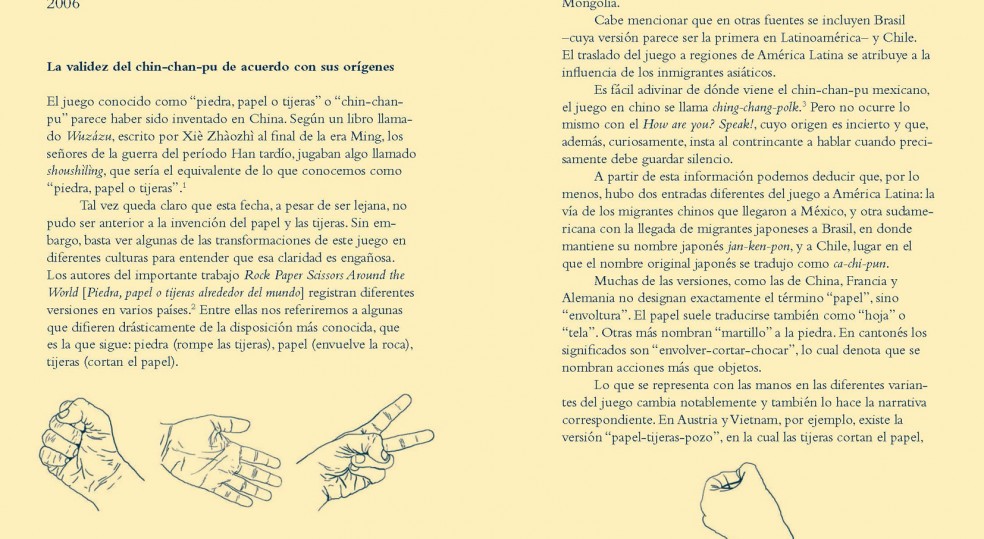 2006
La validez del chin-chan-pu de acuerdo con sus orígenes
El juego conocido como “piedra, papel o tijeras” o “chin-chan-
pu” parece haber sido inventado en China. Según un libro llama-
do Wuzázu, escrito por Xiè Zhàozhì al final de la era Ming, los
señores de la guerra del período Han tardío, jugaban algo llamado
shoushìlìng, que sería el equivalente de lo que conocemos como
“piedra, papel o tijeras”.¹
Tal vez queda claro que esta fecha, a pesar de ser lejana, no
pudo ser anterior a la invención del papel y las tijeras. Sin em-
bargo, basta ver algunas de las transformaciones de este juego en
diferentes culturas para entender que esa claridad es engañosa.
Los autores del importante trabajo Rock Paper Scissors Around the
World [Piedra, papel o tijeras alrededor del mundo] registran diferentes
versiones en varios países.² Entre ellas nos referiremos a algunas
que difieren drásticamente de la disposición más conocida, que
es la que sigue: piedra (rompe las tijeras), papel (envuelve la roca),
tijeras (cortan el papel).
Mongolia.
Cabe mencionar que en otras fuentes se incluyen Brasil
–cuya versión parece ser la primera en Latinoamérica– y Chile.
El traslado del juego a regiones de América Latina se atribuye a la
influencia de los inmigrantes asiáticos.
Es fácil adivinar de dónde viene el chin-chan-pu mexicano,
el juego en chino se llama ching-chang-polk.³ Pero no ocurre lo
mismo con el How are you? Speak!, cuyo origen es incierto y que,
además, curiosamente, insta al contrincante a hablar cuando preci-
samente debe guardar silencio.
A partir de esta información podemos deducir que, por lo
menos, hubo dos entradas diferentes del juego a América Latina: la
vía de los migrantes chinos que llegaron a México, y otra sudame-
ricana con la llegada de migrantes japoneses a Brasil, en donde
mantiene su nombre japonés jan-ken-pon, y a Chile, lugar en el
que el nombre original japonés se tradujo como ca-chi-pun.
Muchas de las versiones, como las de China, Francia y
Alemania no designan exactamente el término “papel”, sino
“envoltura”. El papel suele traducirse también como “hoja” o
“tela”. Otras más nombran “martillo” a la piedra. En cantonés los
significados son “envolver-cortar-chocar”, lo cual denota que se
nombran acciones más que objetos.
Lo que se representa con las manos en las diferentes varian-
tes del juego cambia notablemente y también lo hace la narrativa
correspondiente. En Austria y Vietnam, por ejemplo, existe la
versión “papel-tijeras-pozo”, en la cual las tijeras cortan el papel,